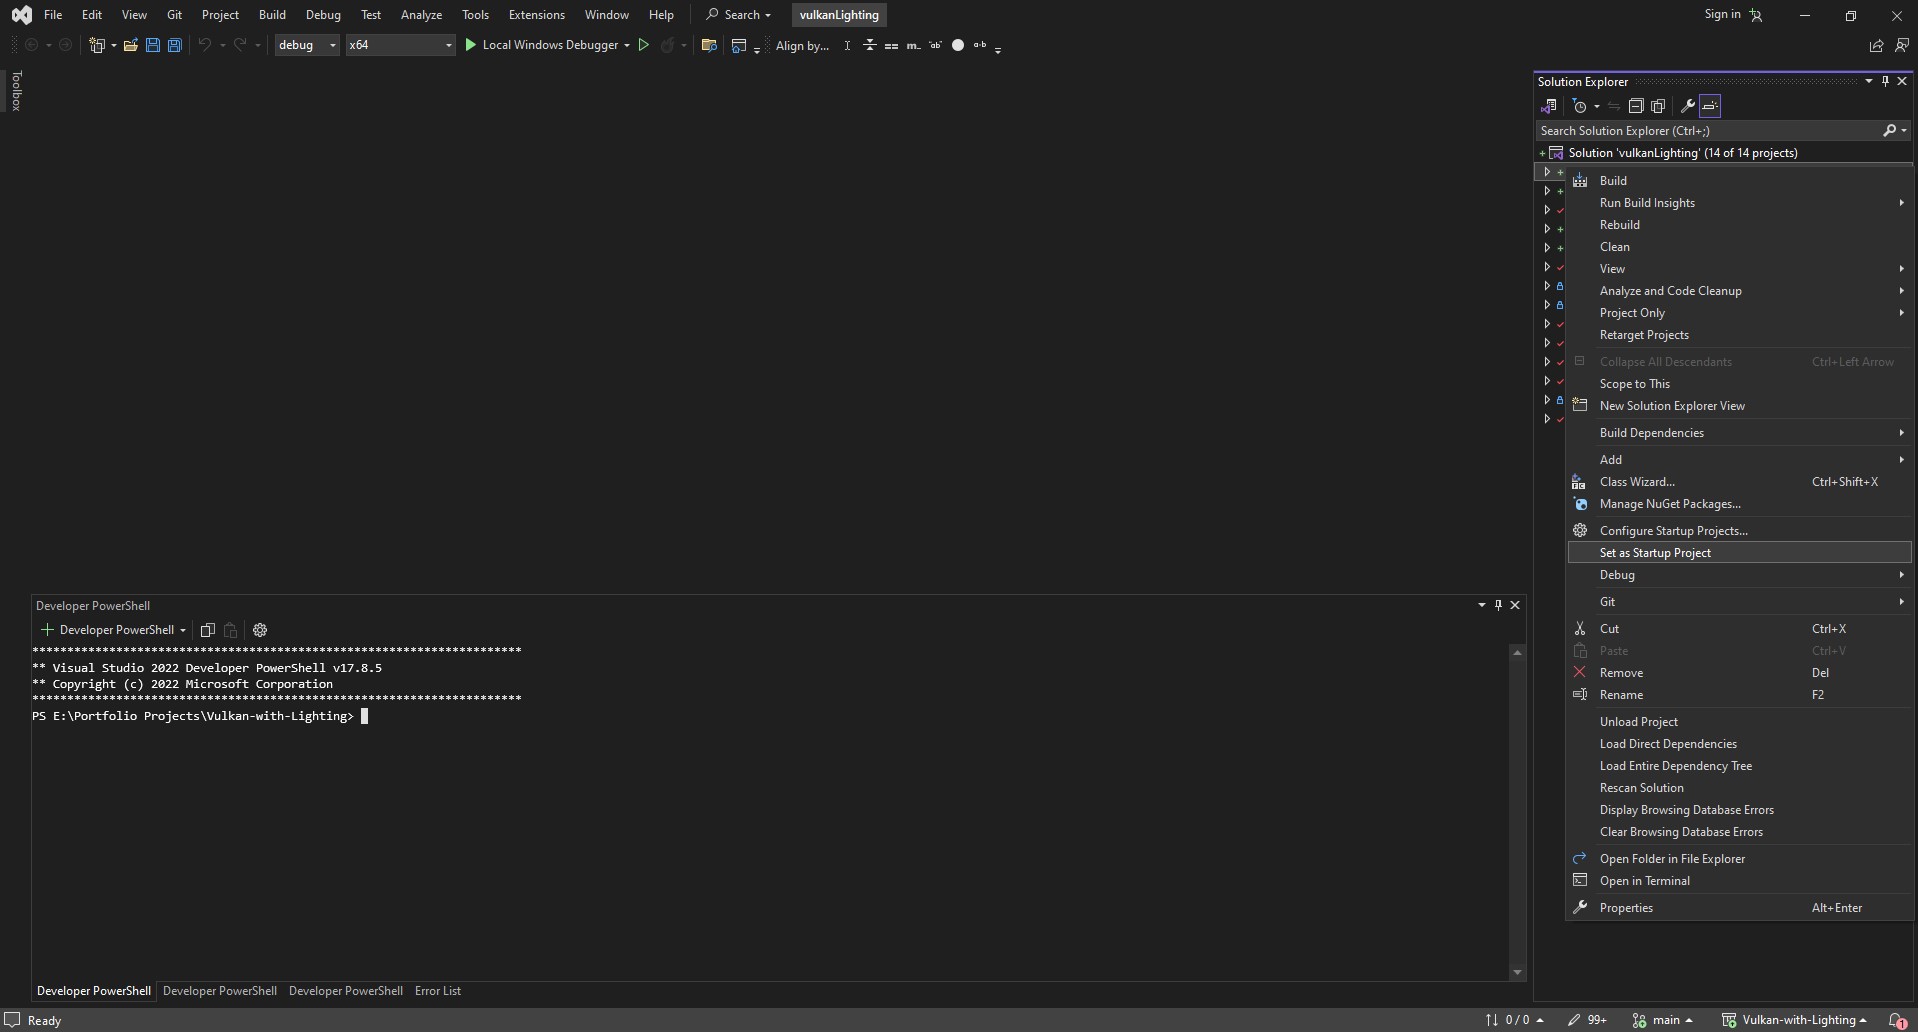 File Edit View Git Project Build Debug Test Analyze Tools Extensions Window Help Search vulkanLighting Sign in
debug x64 Local Windows Debugger Align by...
Toolbox
Solution Explorer
Search Solution Explorer (Ctrl+;)
Solution 'vulkanLighting' (14 of 14 projects)
Build
Run Build Insights
Rebuild
Clean
View
Analyze and Code Cleanup
Project Only
Retarget Projects
Collapse All Descendants Ctrl+Left Arrow
Scope to This
New Solution Explorer View
Build Dependencies
Add
Class Wizard... Ctrl+Shift+X
Manage NuGet Packages...
Configure Startup Projects...
Set as Startup Project
Debug
Git
Cut Ctrl+X
Paste Ctrl+V
Remove Del
Rename F2
Unload Project
Load Direct Dependencies
Load Entire Dependency Tree
Rescan Solution
Display Browsing Database Errors
Clear Browsing Database Errors
Open Folder in File Explorer
Open in Terminal
Properties Alt+Enter
Developer PowerShell
Developer PowerShell
**********************************************************************
** Visual Studio 2022 Developer PowerShell v17.8.5
** Copyright (c) 2022 Microsoft Corporation
**********************************************************************
PS E:\Portfolio Projects\Vulkan-with-Lighting>
Developer PowerShell Developer PowerShell Developer PowerShell Error List
Ready 0 / 0 99+ main Vulkan-with-Lighting 1